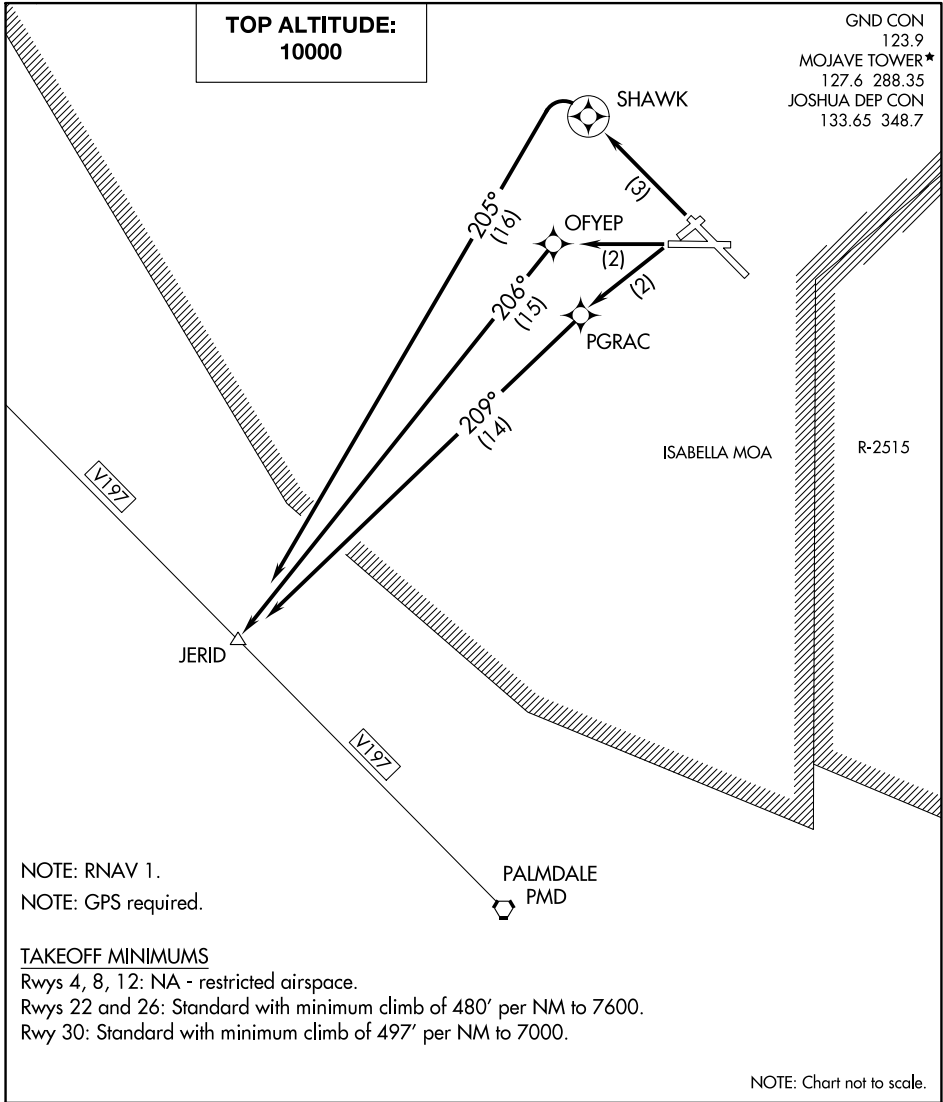 TOP ALTITUDE:
10000
GND CON
123.9
MOJAVE TOWER★
127.6 288.35
JOSHUA DEP CON
133.65 348.7
SHAWK
(3)
205°
(16)
OFYEP
(2)
206°
(15)
(2)
PGRAC
209°
(14)
ISABELLA MOA
R-2515
V197
JERID
V197
PALMDALE
PMD
NOTE: RNAV 1.
NOTE: GPS required.
TAKEOFF MINIMUMS
Rwys 4, 8, 12: NA - restricted airspace.
Rwys 22 and 26: Standard with minimum climb of 480' per NM to 7600.
Rwy 30: Standard with minimum climb of 497' per NM to 7000.
NOTE: Chart not to scale.